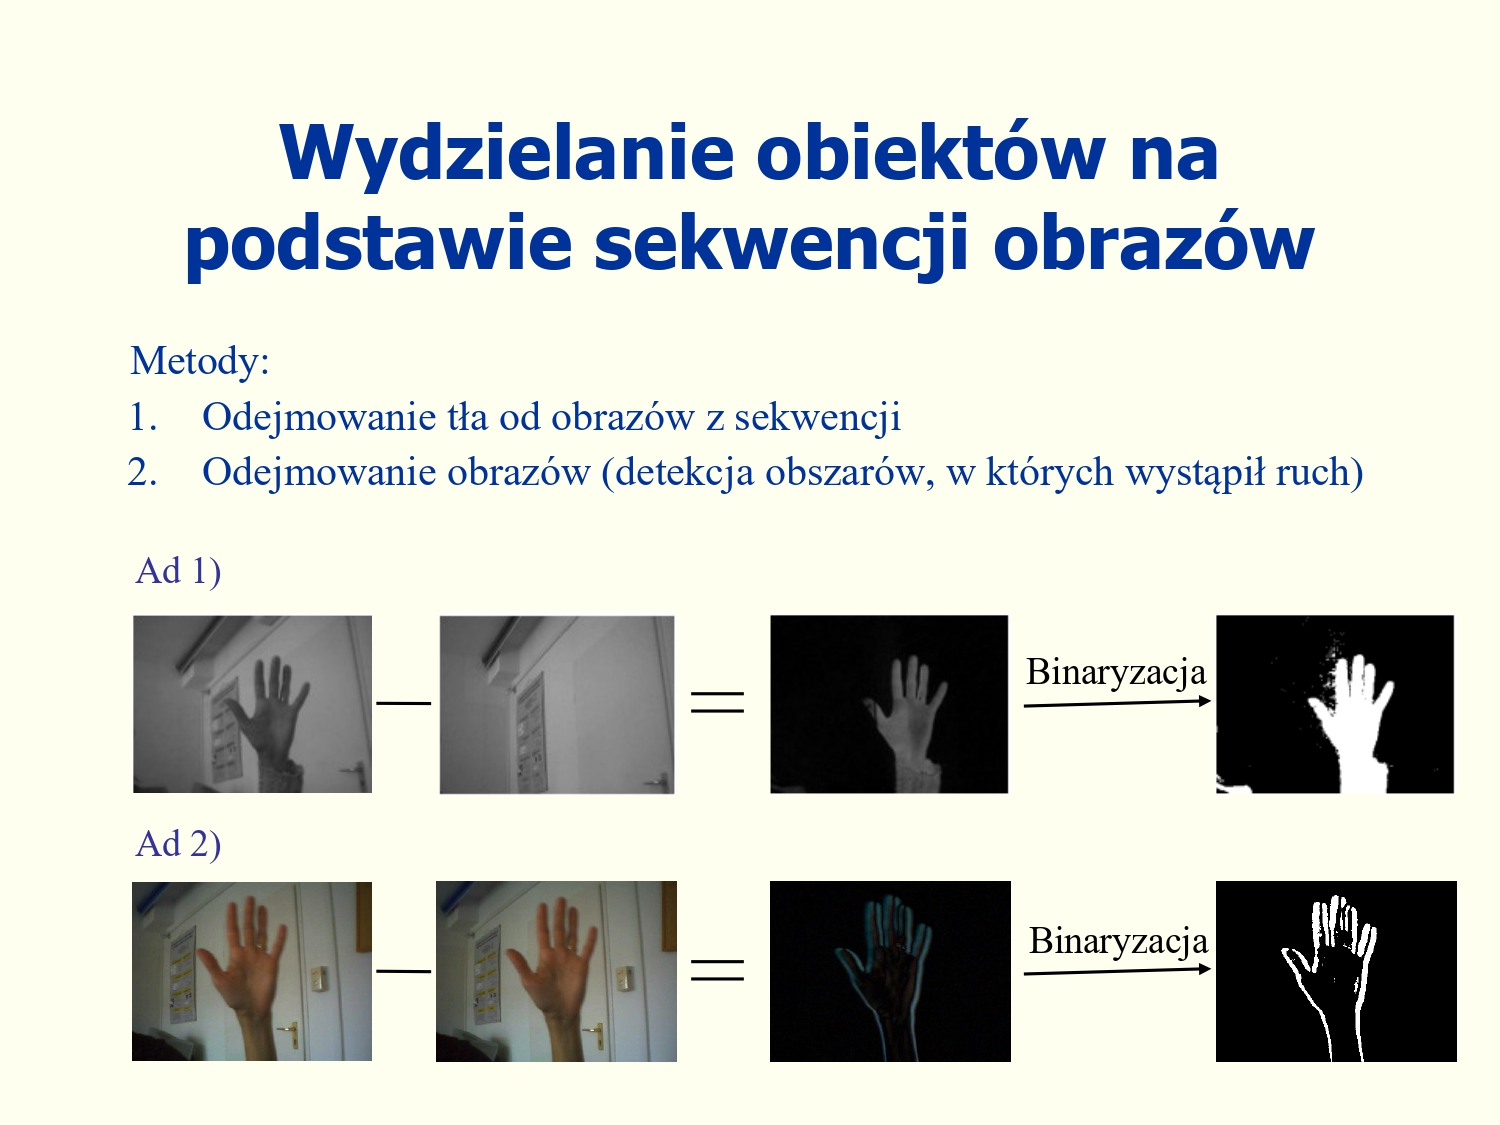 Wydzielanie obiektów na
podstawie sekwencji obrazów
Metody:
1. Odejmowanie tła od obrazów z sekwencji
2. Odejmowanie obrazów (detekcja obszarów, w których wystąpił ruch)
Ad 1)
Binaryzacja
Ad 2)
Binaryzacja